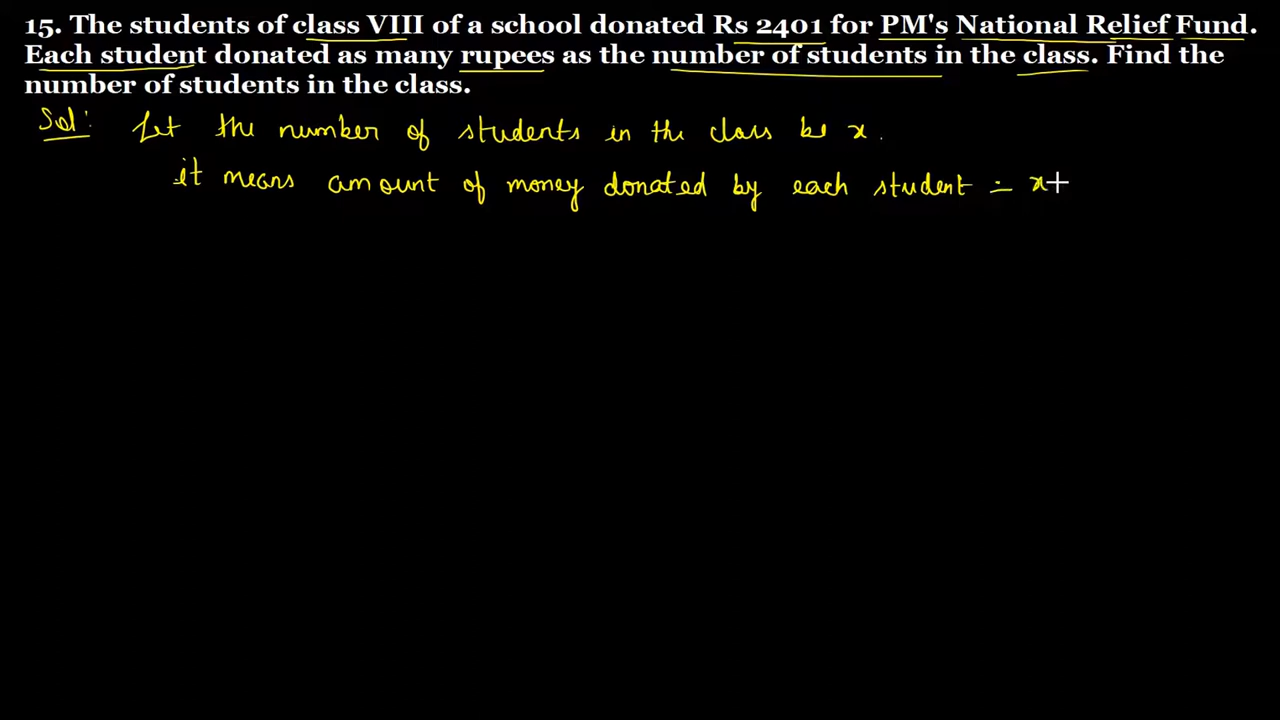 15. The students of class VIII of a school donated Rs 2401 for PM's National Relief Fund.
Each student donated as many rupees as the number of students in the class. Find the
number of students in the class.
Sol: Let the number of students in the class be x.
it means amount of money donated by each student = x